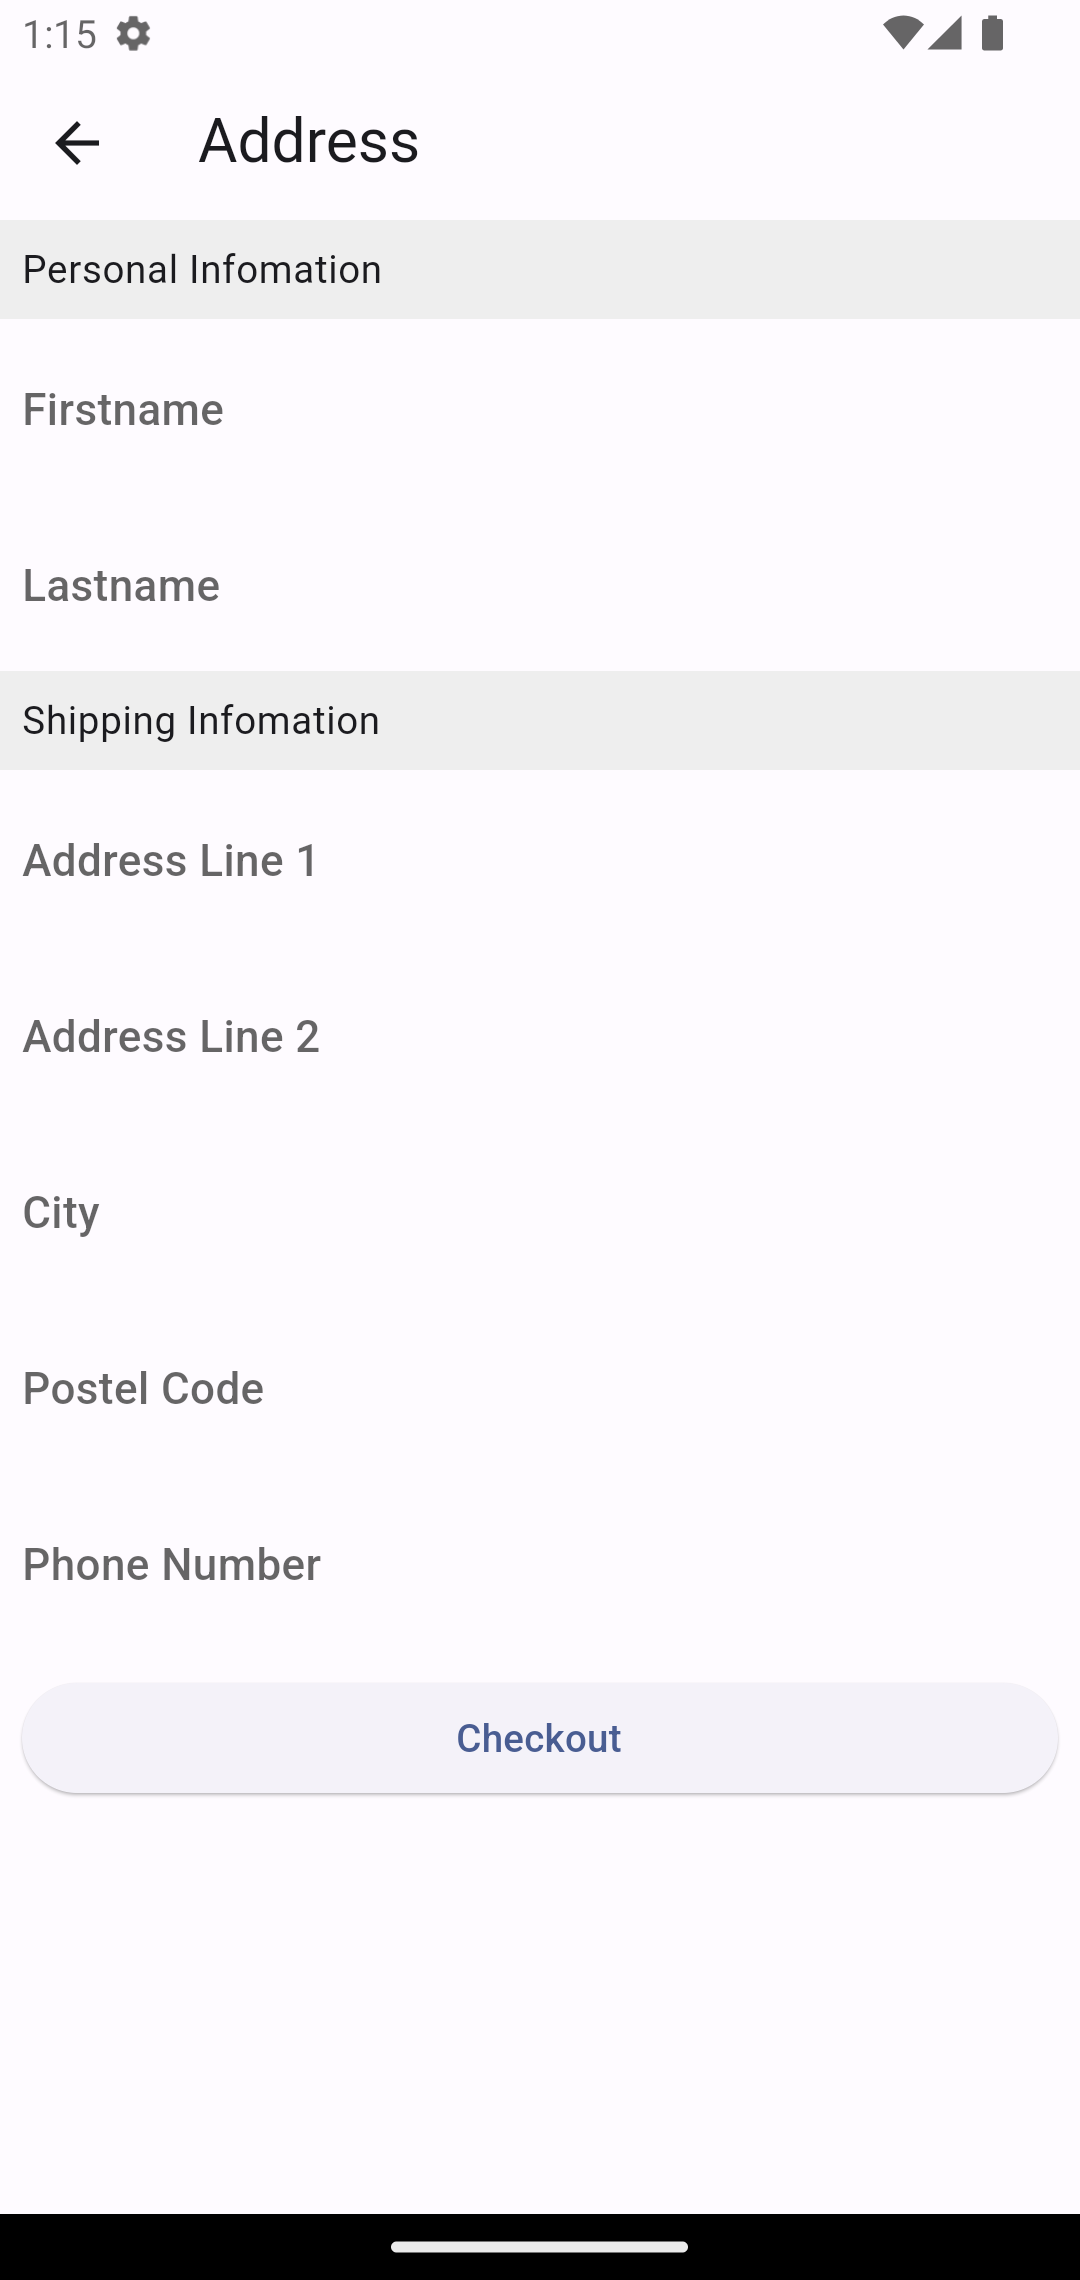 1:15
Address
Personal Infomation
Firstname
Lastname
Shipping Infomation
Address Line 1
Address Line 2
City
Postel Code
Phone Number
Checkout